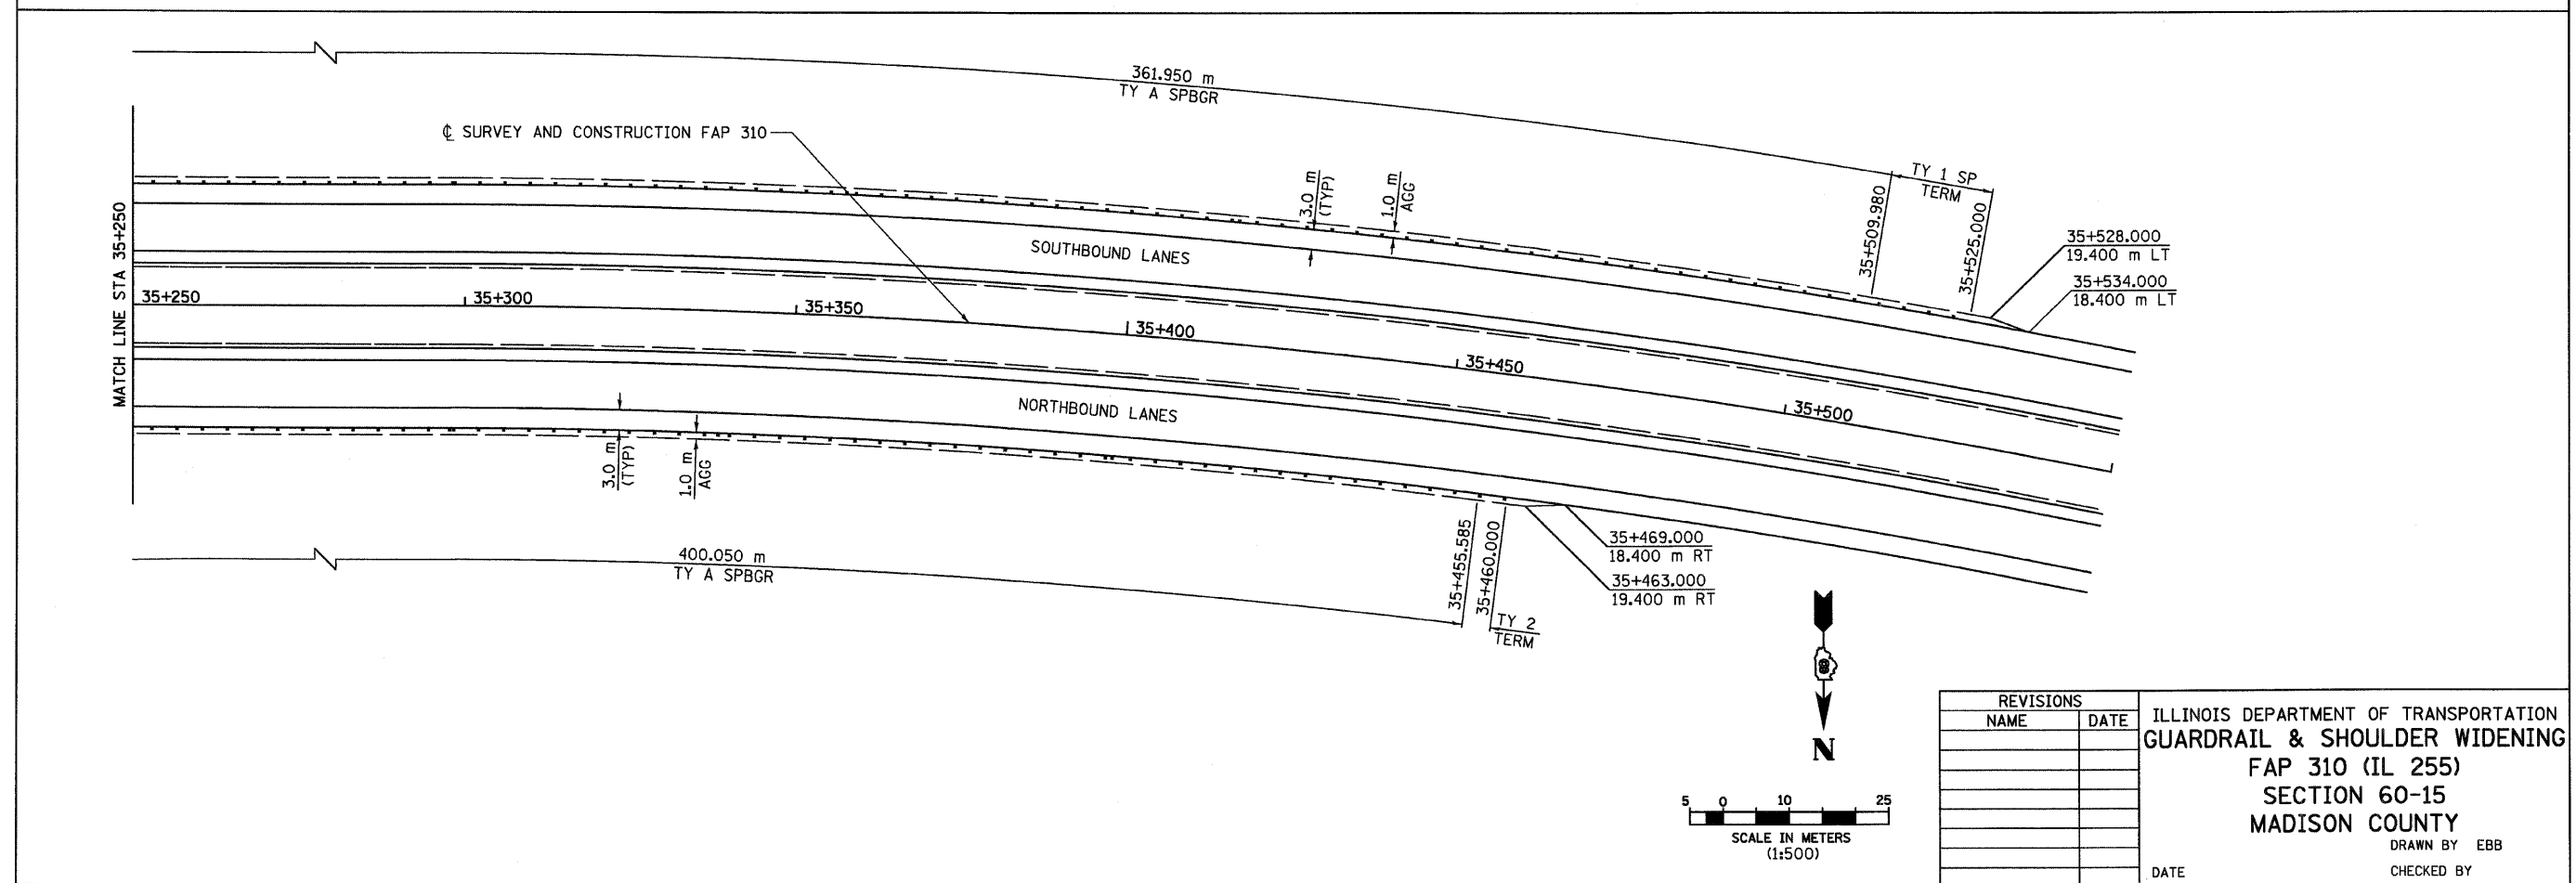 361.950 m
TY A SPBGR
℄ SURVEY AND CONSTRUCTION FAP 310
MATCH LINE STA 35+250
3.0 m
(TYP)
1.0 m
AGG
TY 1 SP
TERM
35+509.980
35+525.000
35+528.000
19.400 m LT
35+534.000
18.400 m LT
SOUTHBOUND LANES
35+250
35+300
35+350
35+400
35+450
35+500
NORTHBOUND LANES
3.0 m
(TYP)
1.0 m
AGG
400.050 m
TY A SPBGR
35+455.585
35+460.000
TY 2
TERM
35+469.000
18.400 m RT
35+463.000
19.400 m RT
N
5 0 10 25
SCALE IN METERS
(1:500)
REVISIONS
NAME DATE
ILLINOIS DEPARTMENT OF TRANSPORTATION
GUARDRAIL & SHOULDER WIDENING
FAP 310 (IL 255)
SECTION 60-15
MADISON COUNTY
DRAWN BY EBB
DATE CHECKED BY